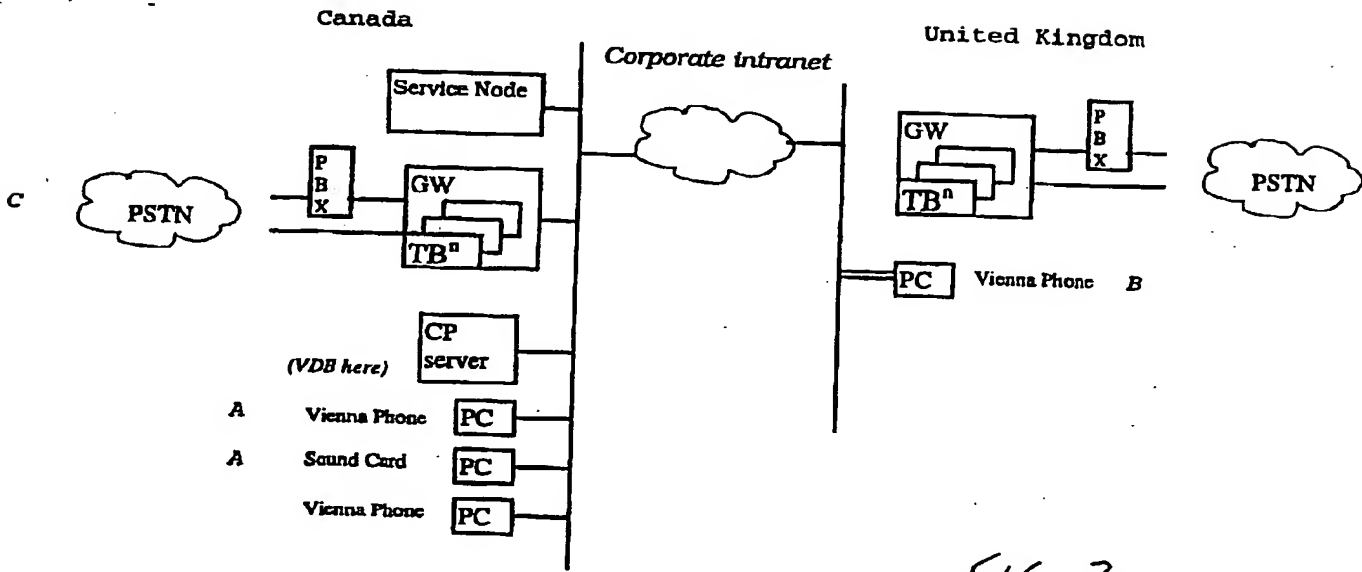 Canada
United Kingdom
Corporate intranet
Service Node
P
B
X
GW
TBⁿ
C
PSTN
GW
TBⁿ
P
B
X
PSTN
PC
Vienna Phone
B
CP
server
(VDB here)
A
Vienna Phone
PC
A
Sound Card
PC
Vienna Phone
PC